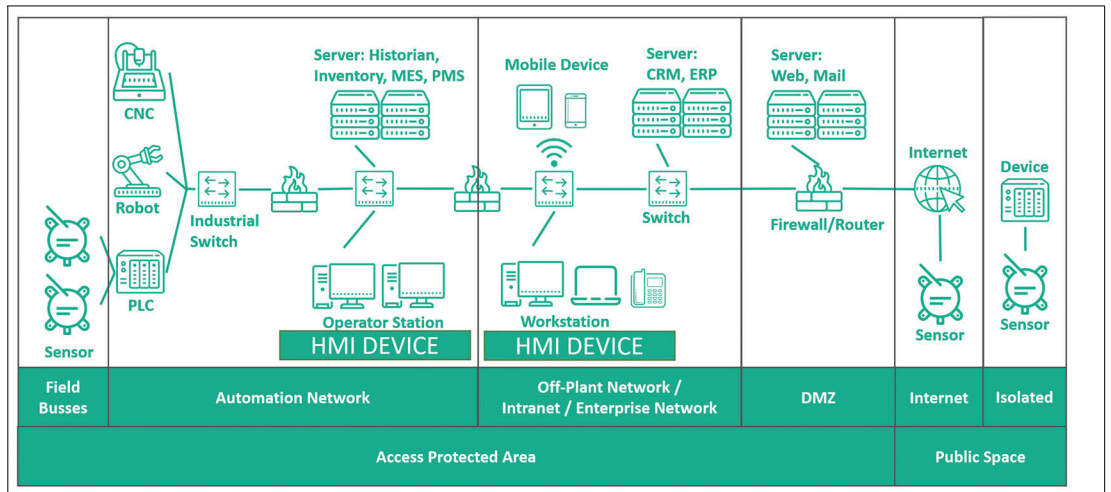 CNC
Robot
Sensor
PLC
Industrial
Switch
Server: Historian,
Inventory, MES, PMS
Operator Station
HMI DEVICE
Mobile Device
Server:
CRM, ERP
Switch
Workstation
HMI DEVICE
Server:
Web, Mail
Firewall/Router
Internet
Sensor
Device
Sensor
Field
Busses
Automation Network
Off-Plant Network /
Intranet / Enterprise Network
DMZ
Internet
Isolated
Access Protected Area
Public Space